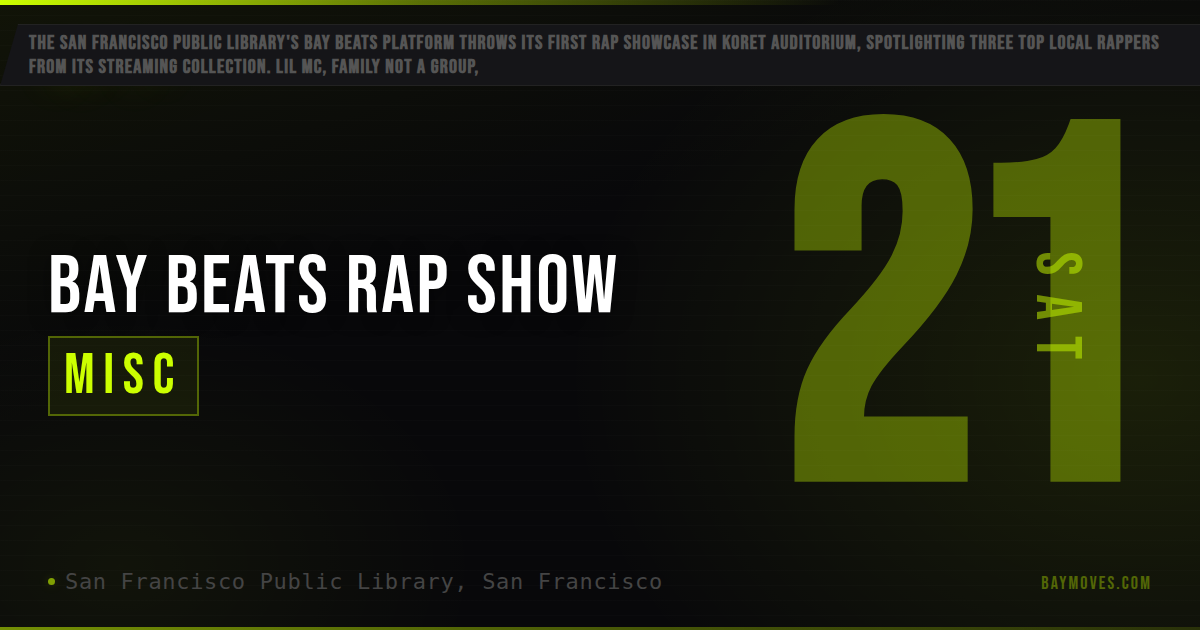 THE SAN FRANCISCO PUBLIC LIBRARY'S BAY BEATS PLATFORM THROWS ITS FIRST RAP SHOWCASE IN KORET AUDITORIUM, SPOTLIGHTING THREE TOP LOCAL RAPPERS
FROM ITS STREAMING COLLECTION. LIL MC, FAMILY NOT A GROUP,
21
SAT
BAY BEATS RAP SHOW
MISC
San Francisco Public Library, San Francisco
BAYMOVES.COM